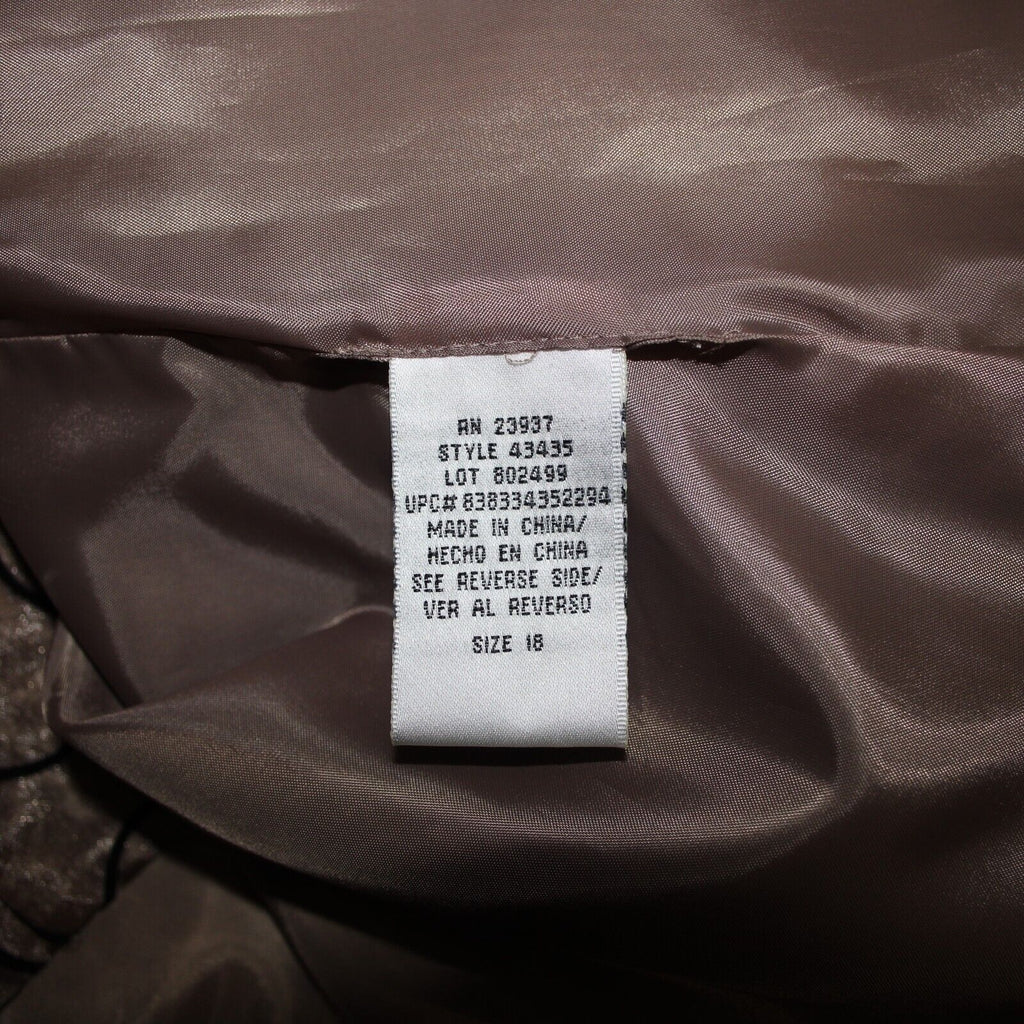 RN 23937
STYLE 43435
LOT 802499
UPC# 838334352294
MADE IN CHINA/
HECHO EN CHINA
SEE REVERSE SIDE/
VER AL REVERSO
SIZE 18